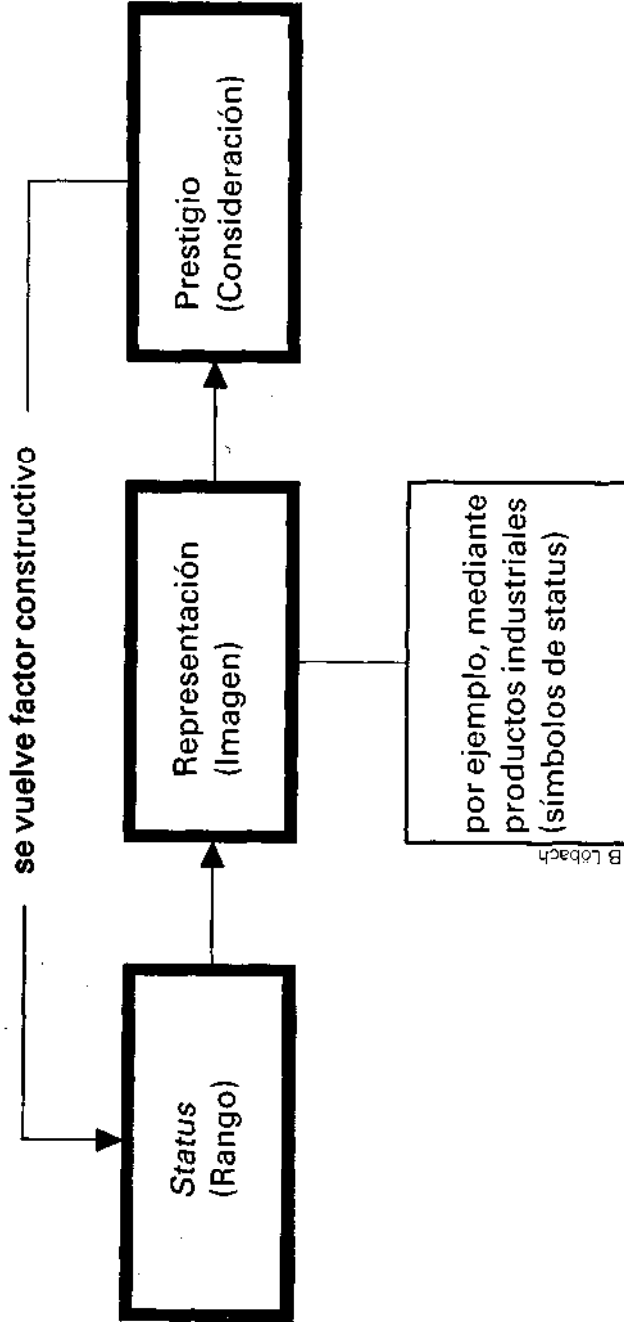 se vuelve factor constructivo
Status
(Rango)
Representación
(Imagen)
Prestigio
(Consideración)
por ejemplo, mediante
productos industriales
(símbolos de status)
B Löbach